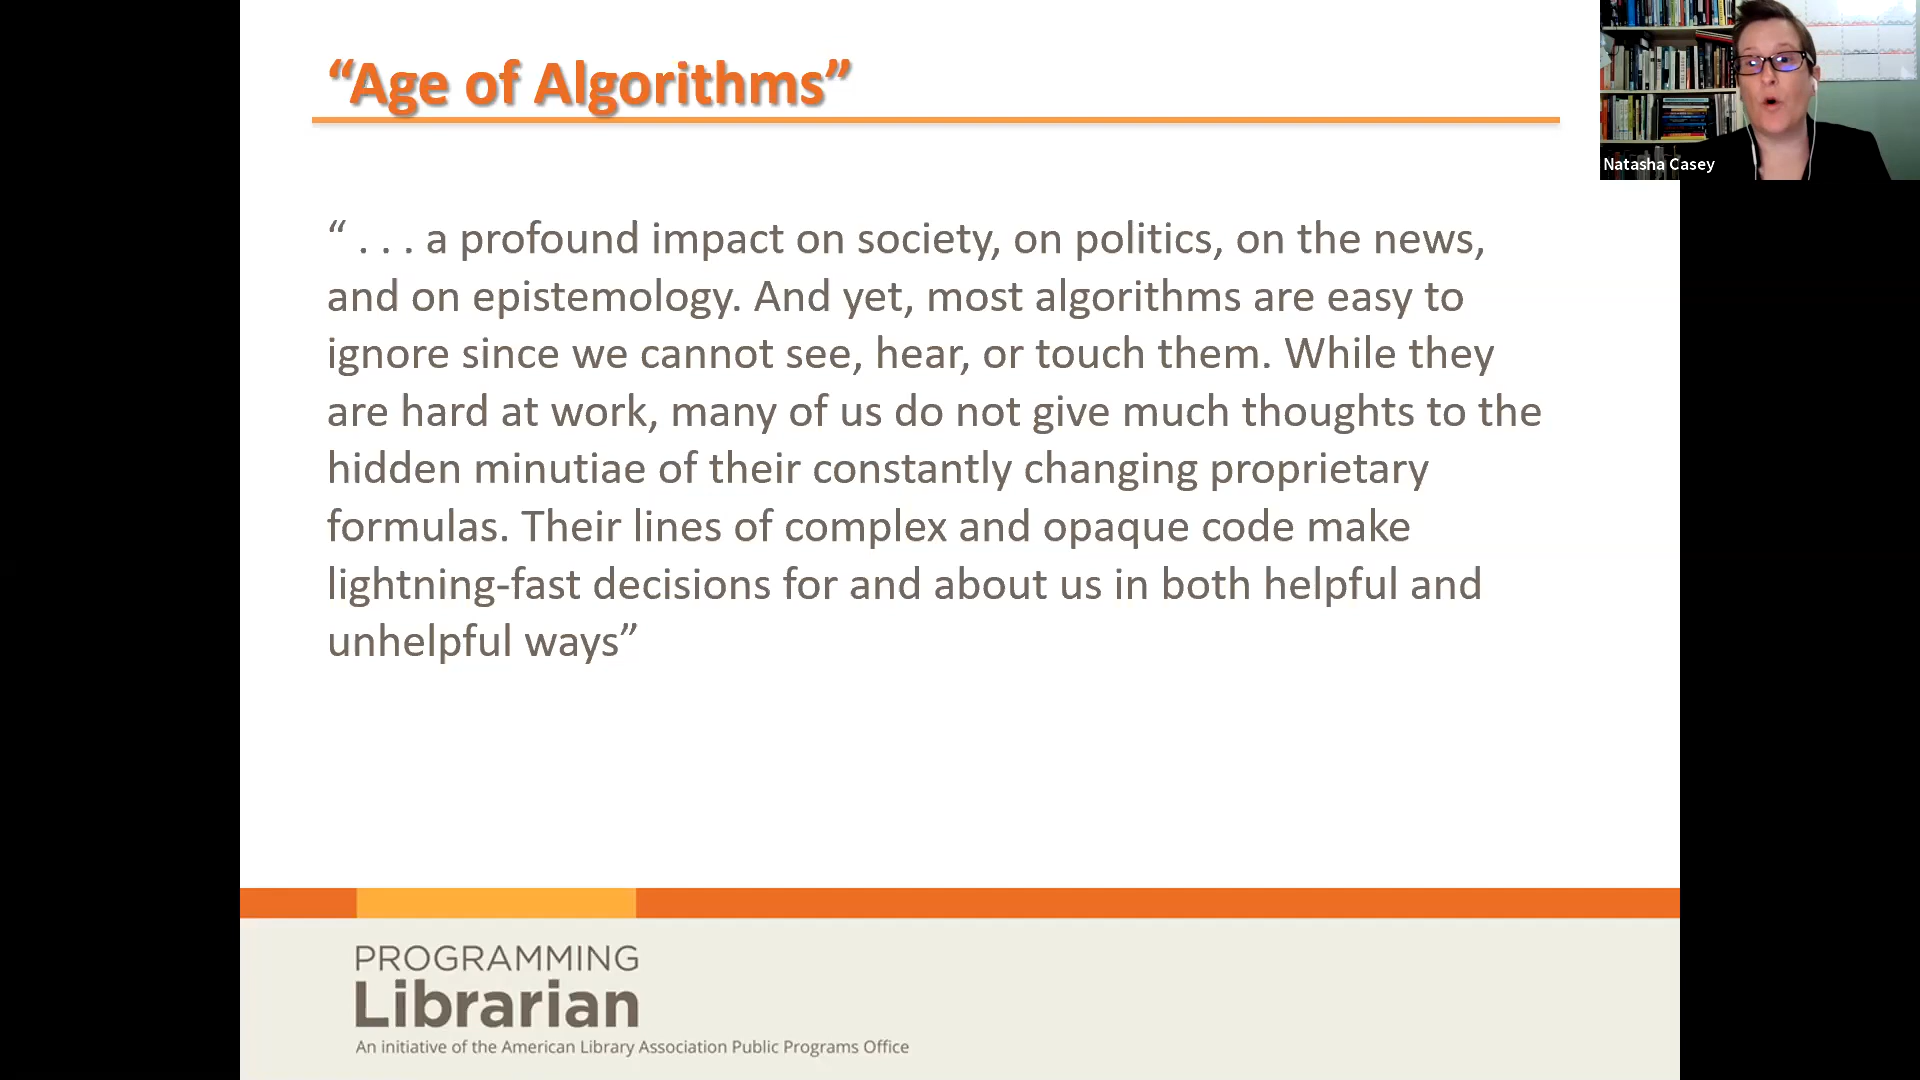 “Age of Algorithms”
Natasha Casey
“ . . . a profound impact on society, on politics, on the news,
and on epistemology. And yet, most algorithms are easy to
ignore since we cannot see, hear, or touch them. While they
are hard at work, many of us do not give much thoughts to the
hidden minutiae of their constantly changing proprietary
formulas. Their lines of complex and opaque code make
lightning-fast decisions for and about us in both helpful and
unhelpful ways”
PROGRAMMING
Librarian
An initiative of the American Library Association Public Programs Office